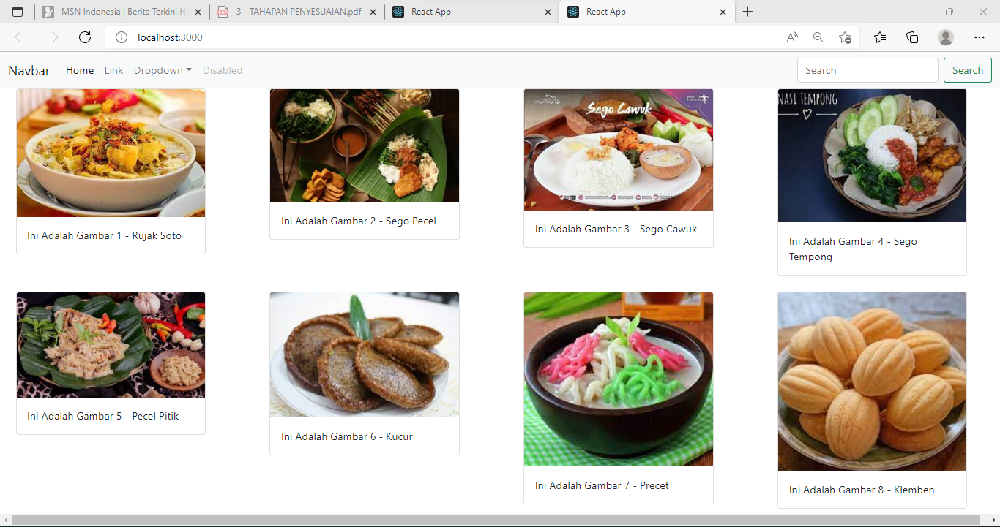 MSN Indonesia | Berita Terkini Ha
3 - TAHAPAN PENYESUAIAN.pdf
React App
React App
localhost:3000
Navbar
Home
Link
Dropdown
Disabled
Search
Search
Sego Cawuk
NASI TEMPONG
Ini Adalah Gambar 1 - Rujak Soto
Ini Adalah Gambar 2 - Sego Pecel
Ini Adalah Gambar 3 - Sego Cawuk
Ini Adalah Gambar 4 - Sego
Tempong
Ini Adalah Gambar 5 - Pecel Pitik
Ini Adalah Gambar 6 - Kucur
Ini Adalah Gambar 7 - Precet
Ini Adalah Gambar 8 - Klemben